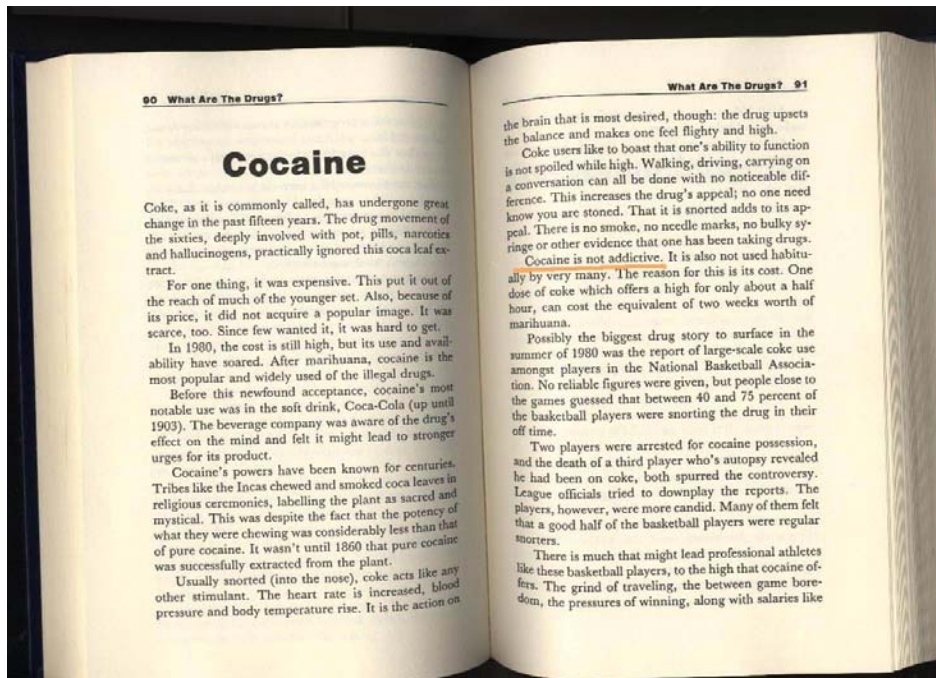 90 What Are The Drugs?
Cocaine
Coke, as it is commonly called, has undergone great
change in the past fifteen years. The drug movement of
the sixties, deeply involved with pot, pills, narcotics
and hallucinogens, practically ignored this coca leaf ex-
tract.
For one thing, it was expensive. This put it out of
the reach of much of the younger set. Also, because of
its price, it did not acquire a popular image. It was
scarce, too. Since few wanted it, it was hard to get.
In 1980, the cost is still high, but its use and avail-
ability have soared. After marihuana, cocaine is the
most popular and widely used of the illegal drugs.
Before this newfound acceptance, cocaine's most
notable use was in the soft drink, Coca-Cola (up until
1903). The beverage company was aware of the drug's
effect on the mind and felt it might lead to stronger
urges for its product.
Cocaine's powers have been known for centuries.
Tribes like the Incas chewed and smoked coca leaves in
religious ceremonies, labelling the plant as sacred and
mystical. This was despite the fact that the potency of
what they were chewing was considerably less than that
of pure cocaine. It wasn't until 1860 that pure cocaine
was successfully extracted from the plant.
Usually snorted (into the nose), coke acts like any
other stimulant. The heart rate is increased, blood
pressure and body temperature rise. It is the action on
What Are The Drugs? 91
the brain that is most desired, though: the drug upsets
the balance and makes one feel flighty and high.
Coke users like to boast that one's ability to function
is not spoiled while high. Walking, driving, carrying on
a conversation can all be done with no noticeable dif-
ference. This increases the drug's appeal; no one need
know you are stoned. That it is snorted adds to its ap-
peal. There is no smoke, no needle marks, no bulky sy-
ringe or other evidence that one has been taking drugs.
Cocaine is not addictive. It is also not used habitu-
ally by very many. The reason for this is its cost. One
dose of coke which offers a high for only about a half
hour, can cost the equivalent of two weeks worth of
marihuana.
Possibly the biggest drug story to surface in the
summer of 1980 was the report of large-scale coke use
amongst players in the National Basketball Associa-
tion. No reliable figures were given, but people close to
the games guessed that between 40 and 75 percent of
the basketball players were snorting the drug in their
off time.
Two players were arrested for cocaine possession,
and the death of a third player who's autopsy revealed
he had been on coke, both spurred the controversy.
League officials tried to downplay the reports. The
players, however, were more candid. Many of them felt
that a good half of the basketball players were regular
snorters.
There is much that might lead professional athletes
like these basketball players, to the high that cocaine of-
fers. The grind of traveling, the between game bore-
dom, the pressures of winning, along with salaries like